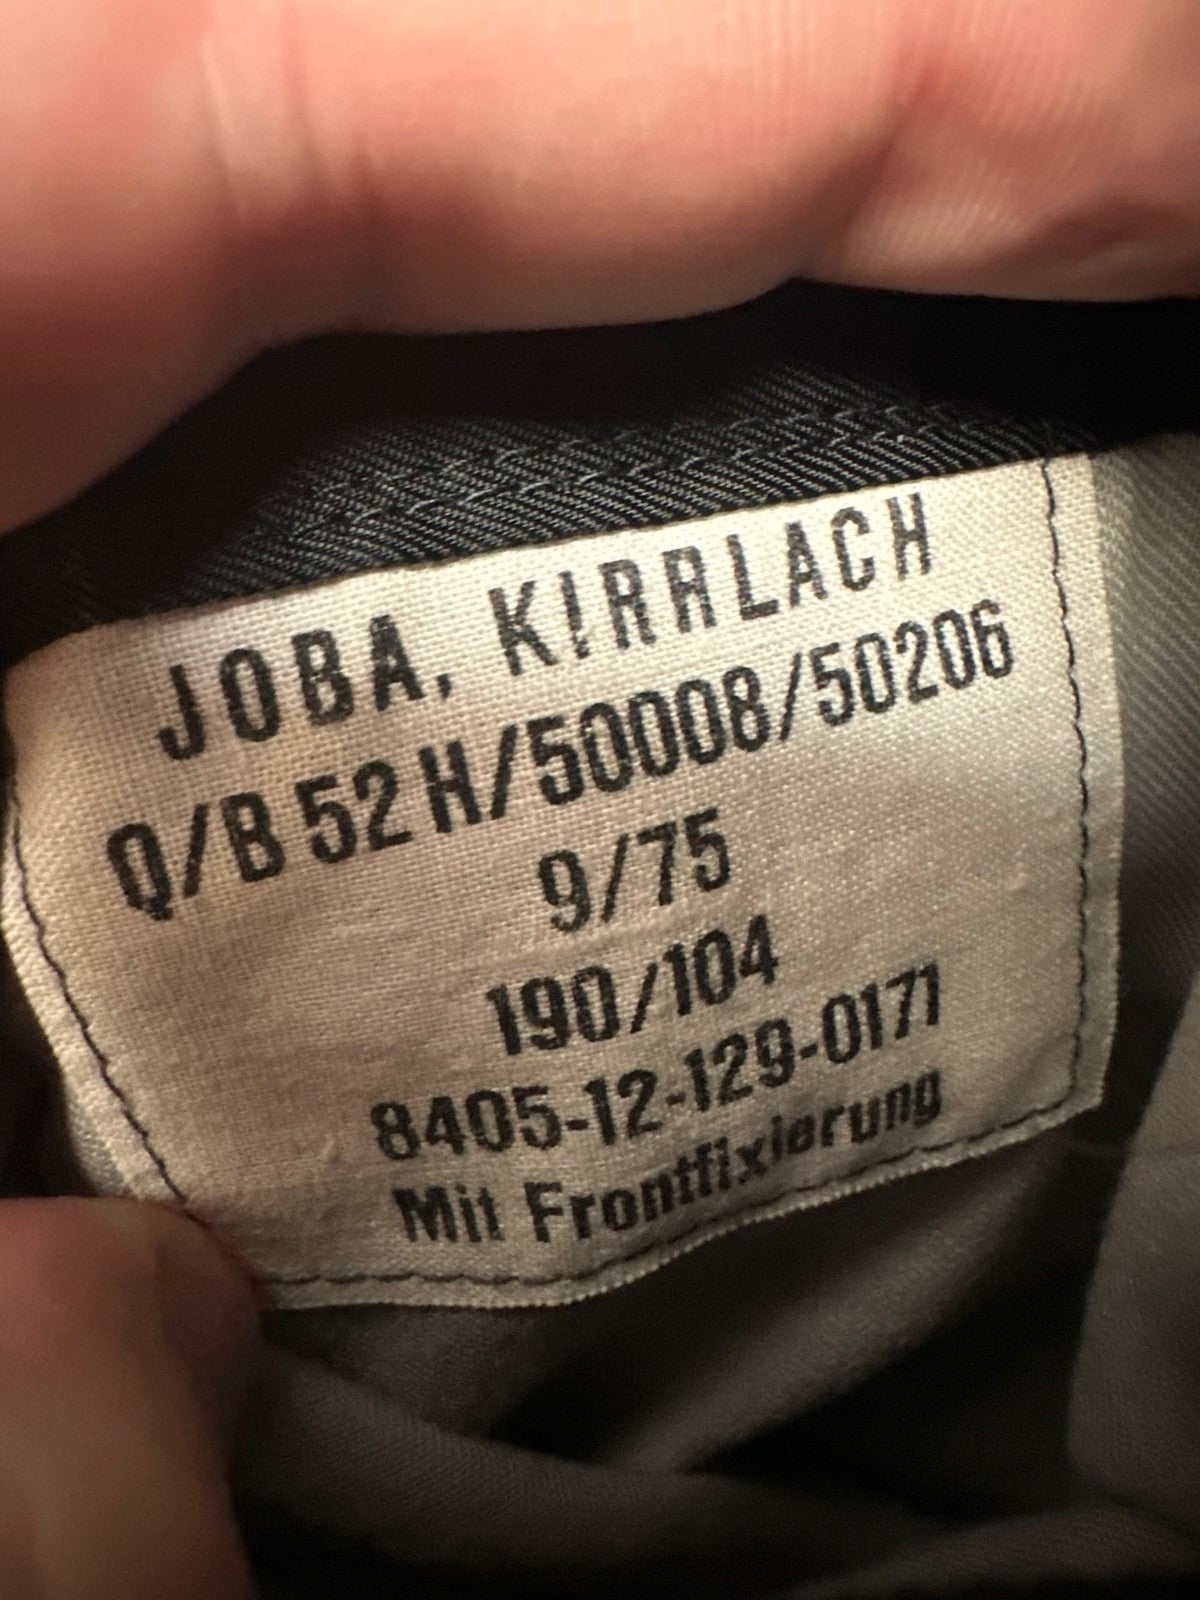 JOBA, KIRRLACH
Q/B 52 H/50008/50206
9/75
190/104
8405-12-129-0171
Mit Frontfixierung